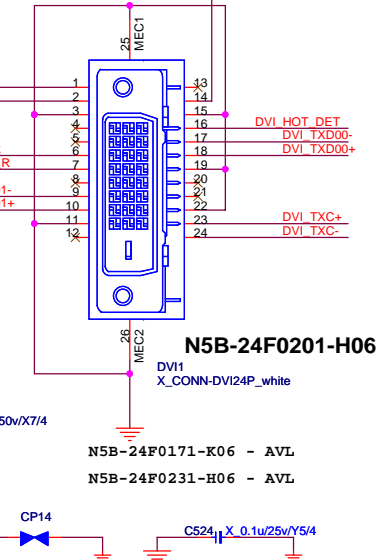 25
MEC1
1
2
3
4
5
6
7
8
9
10
11
12
13
14
15
16
17
18
19
20
21
22
23
24
R
01-
01+
DVI_HOT_DET
DVI_TXD00-
DVI_TXD00+
DVI_TXC+
DVI_TXC-
26
MEC2
N5B-24F0201-H06
DVI1
X_CONN-DVI24P_white
50v/X7/4
N5B-24F0171-K06 - AVL
N5B-24F0231-H06 - AVL
CP14
C524
X_0.1u/25v/Y5/4